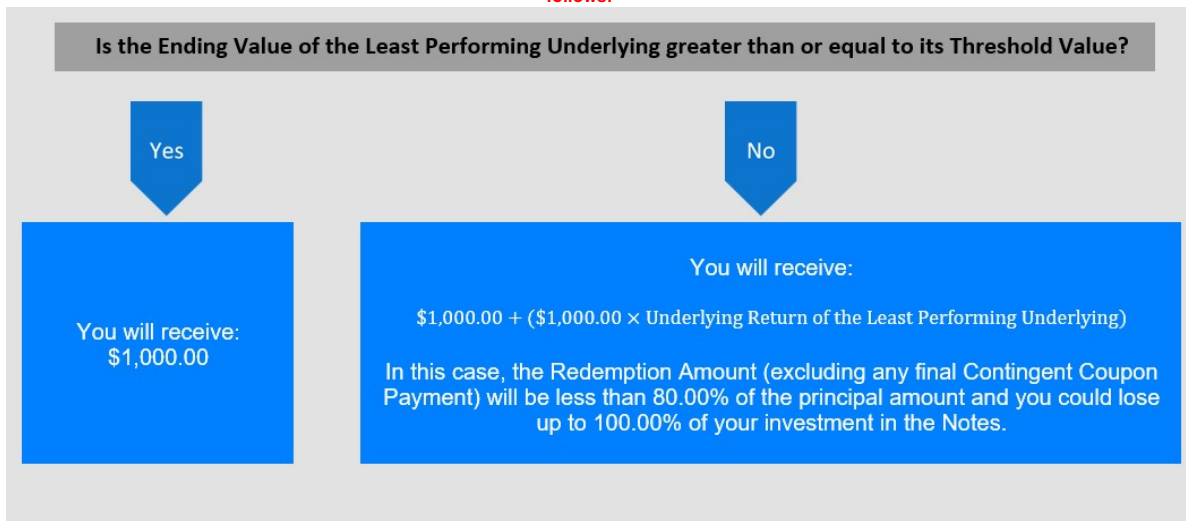 Is the Ending Value of the Least Performing Underlying greater than or equal to its Threshold Value?
Yes
No
You will receive:
$1,000.00
You will receive:
$1,000.00 + ($1,000.00 × Underlying Return of the Least Performing Underlying)
In this case, the Redemption Amount (excluding any final Contingent Coupon
Payment) will be less than 80.00% of the principal amount and you could lose
up to 100.00% of your investment in the Notes.